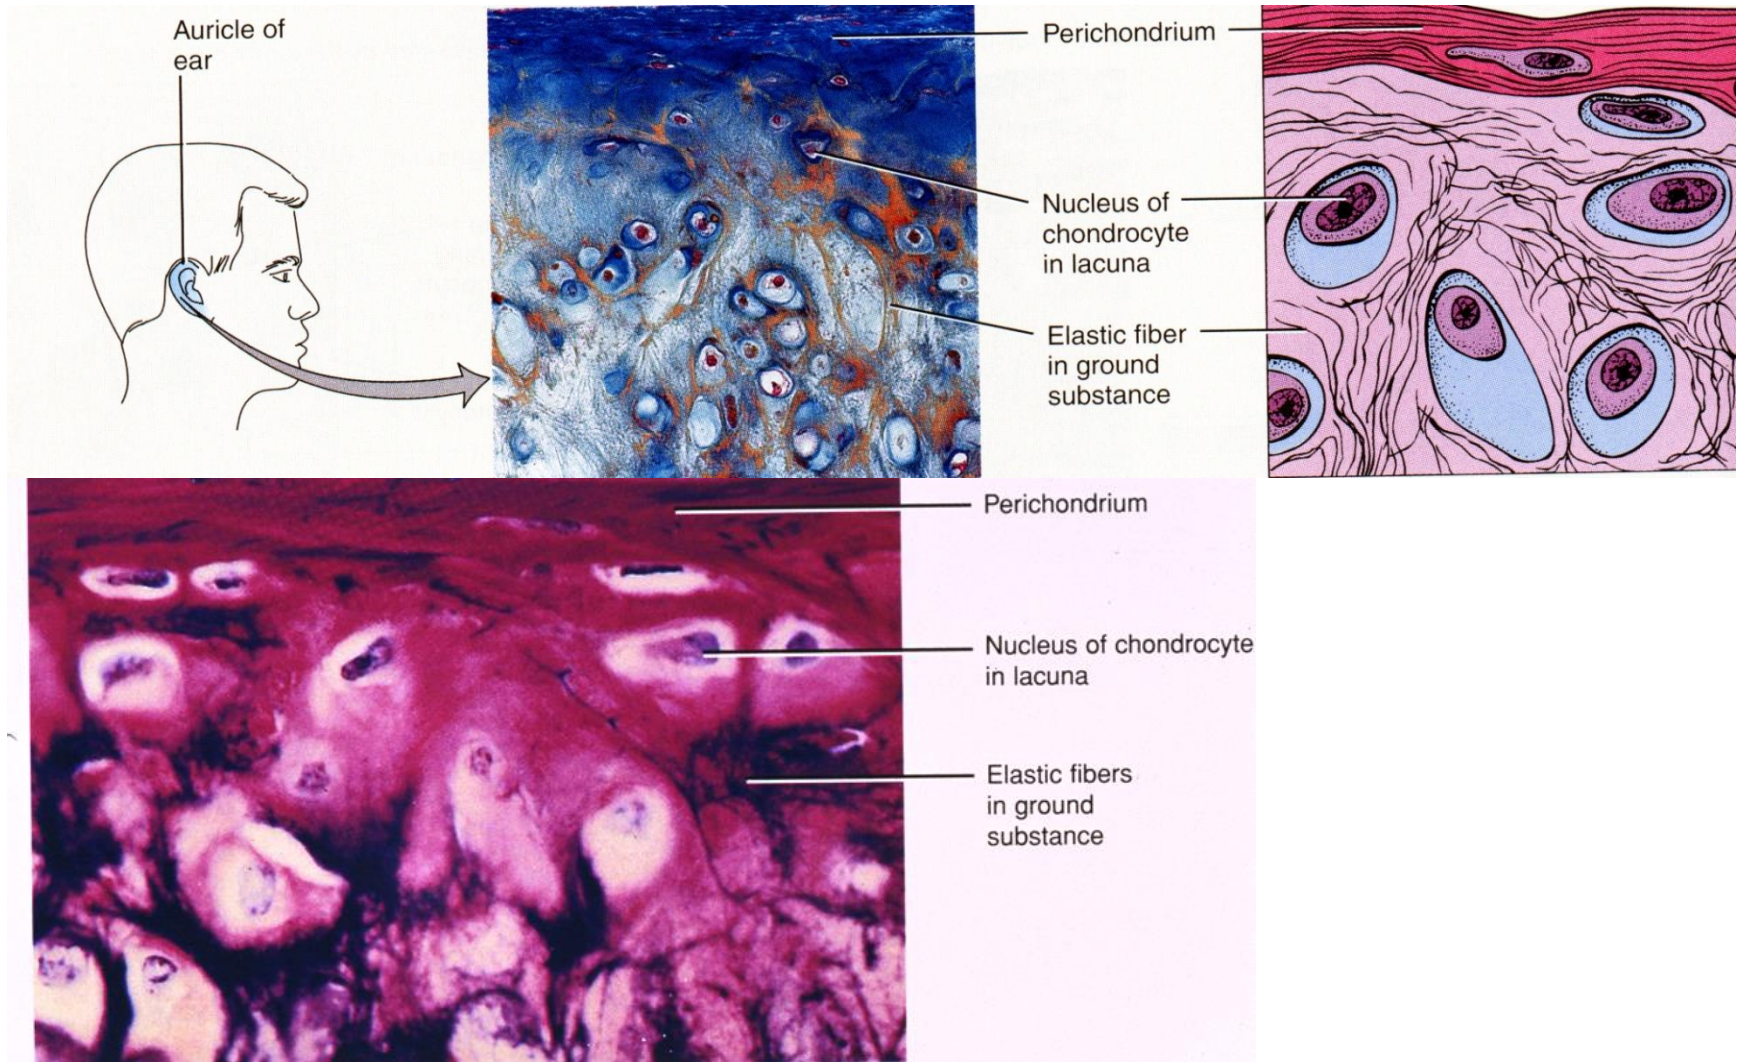 Auricle of
ear
Perichondrium
Nucleus of
chondrocyte
in lacuna
Elastic fiber
in ground
substance
Perichondrium
Nucleus of chondrocyte
in lacuna
Elastic fibers
in ground
substance